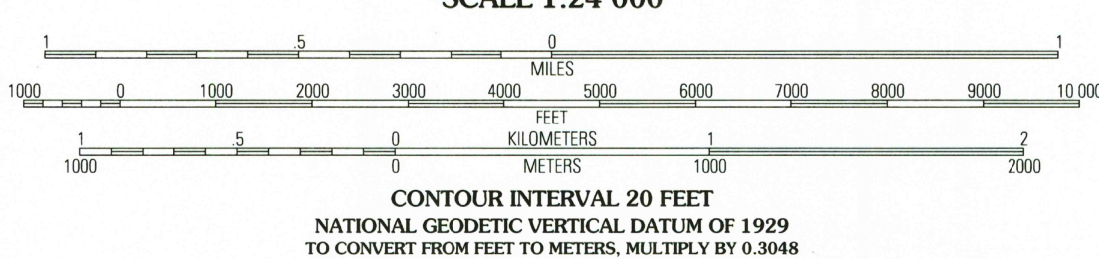 SCALE 1:24 000
1 .5 0 1
MILES
1000 0 1000 2000 3000 4000 5000 6000 7000 8000 9000 10 000
FEET
1 .5 0 KILOMETERS 1 2
1000 0 METERS 1000 2000
CONTOUR INTERVAL 20 FEET
NATIONAL GEODETIC VERTICAL DATUM OF 1929
TO CONVERT FROM FEET TO METERS, MULTIPLY BY 0.3048